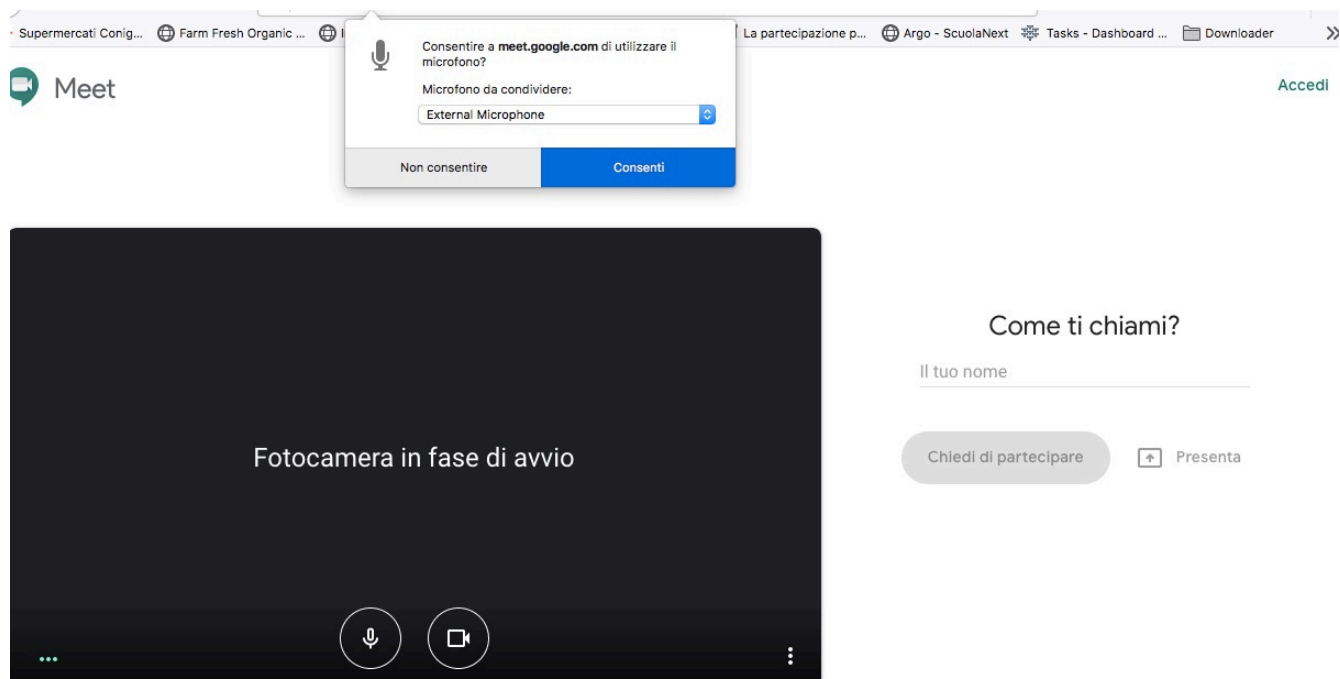 Supermercati Conig...
Farm Fresh Organic ...
La partecipazione p...
Argo - ScuolaNext
Tasks - Dashboard ...
Downloader
Consentire a meet.google.com di utilizzare il
microfono?
Microfono da condividere:
External Microphone
Non consentire
Consenti
Meet
Accedi
Fotocamera in fase di avvio
Come ti chiami?
Il tuo nome
Chiedi di partecipare
Presenta